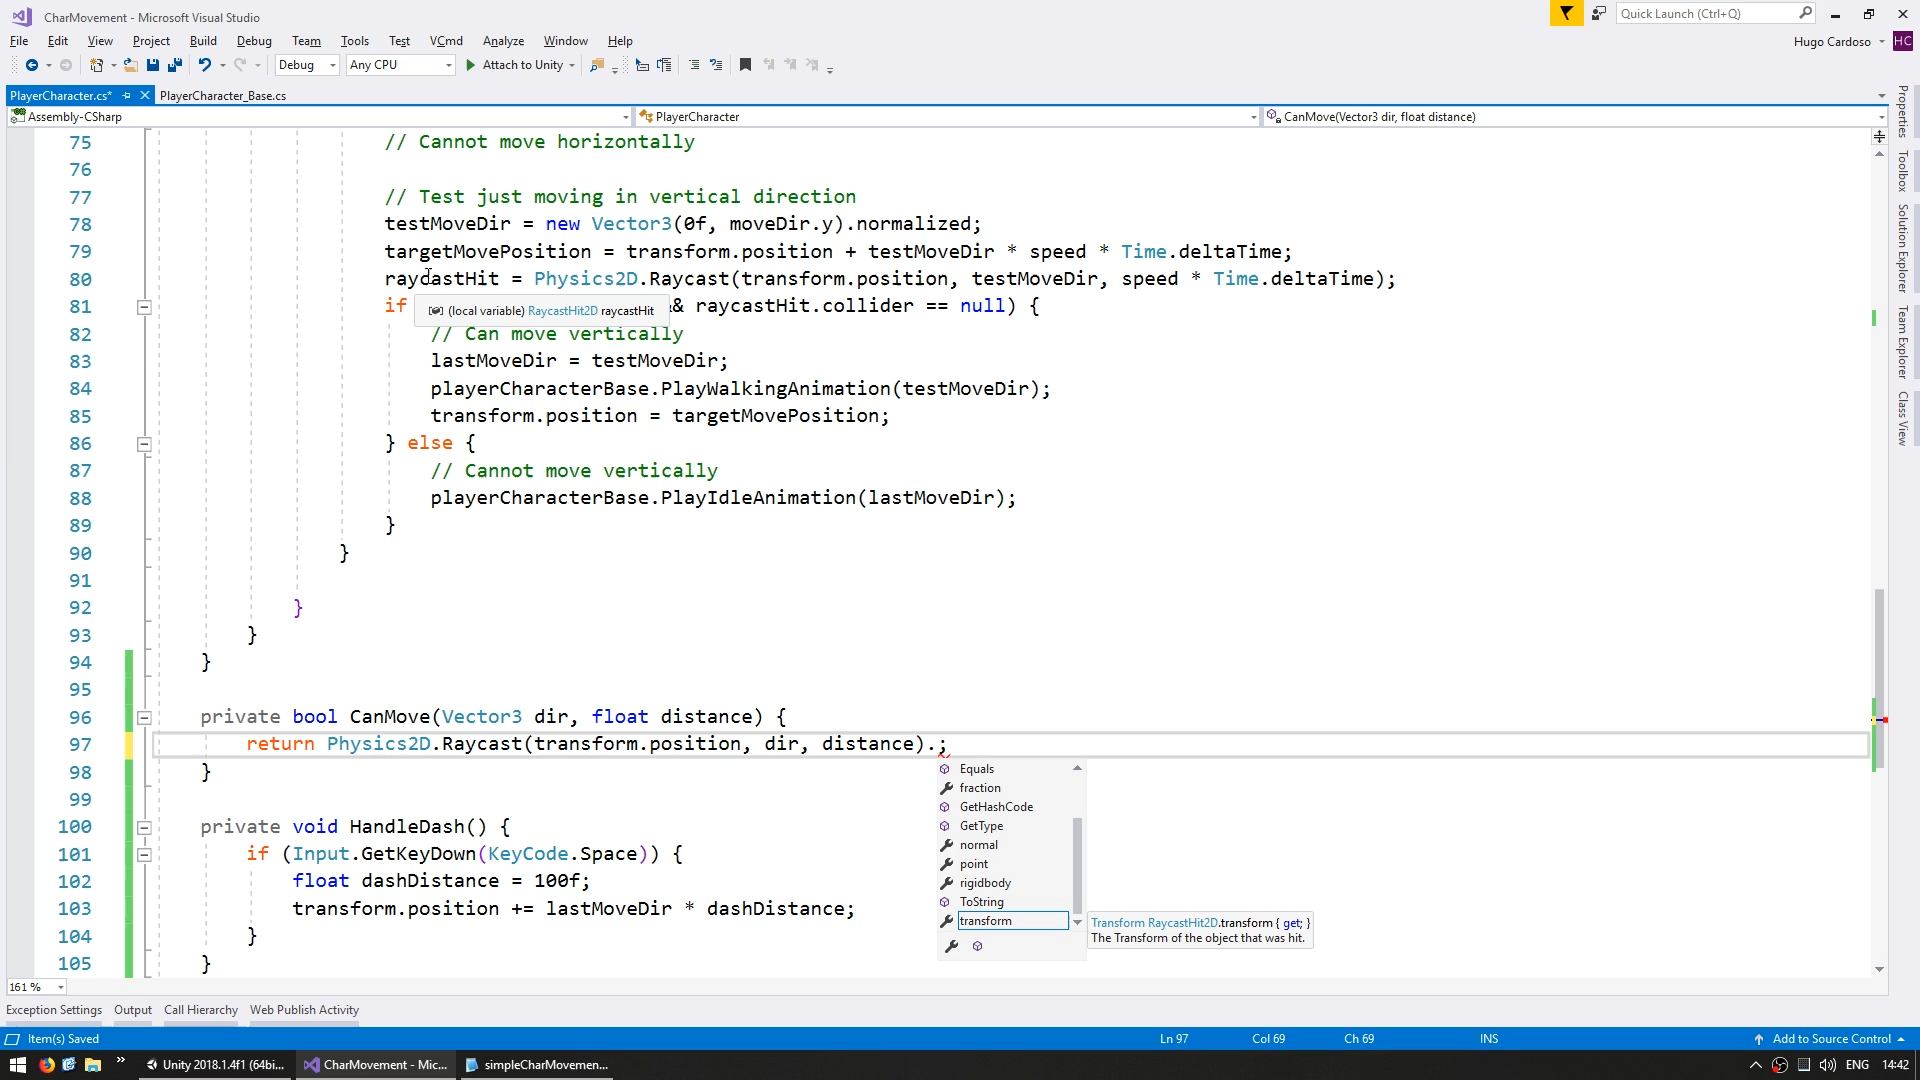 CharMovement - Microsoft Visual Studio
Quick Launch (Ctrl+Q)
File Edit View Project Build Debug Team Tools Test VCmd Analyze Window Help
Hugo Cardoso HC
Debug Any CPU Attach to Unity
PlayerCharacter.cs* PlayerCharacter_Base.cs
Assembly-CSharp PlayerCharacter CanMove(Vector3 dir, float distance)
75 // Cannot move horizontally
76
77 // Test just moving in vertical direction
78 testMoveDir = new Vector3(0f, moveDir.y).normalized;
79 targetMovePosition = transform.position + testMoveDir * speed * Time.deltaTime;
80 raycastHit = Physics2D.Raycast(transform.position, testMoveDir, speed * Time.deltaTime);
81 if & raycastHit.collider == null) {
(local variable) RaycastHit2D raycastHit
82 // Can move vertically
83 lastMoveDir = testMoveDir;
84 playerCharacterBase.PlayWalkingAnimation(testMoveDir);
85 transform.position = targetMovePosition;
86 } else {
87 // Cannot move vertically
88 playerCharacterBase.PlayIdleAnimation(lastMoveDir);
89 }
90 }
91
92 }
93 }
94 }
95
96 private bool CanMove(Vector3 dir, float distance) {
97 return Physics2D.Raycast(transform.position, dir, distance).;
98 }
99
100 private void HandleDash() {
101 if (Input.GetKeyDown(KeyCode.Space)) {
102 float dashDistance = 100f;
103 transform.position += lastMoveDir * dashDistance;
104 }
105 }
Equals
fraction
GetHashCode
GetType
normal
point
rigidbody
ToString
transform
Transform RaycastHit2D.transform { get; }
The Transform of the object that was hit.
Properties
Toolbox
Solution Explorer
Team Explorer
Class View
161 %
Exception Settings Output Call Hierarchy Web Publish Activity
Item(s) Saved Ln 97 Col 69 Ch 69 INS Add to Source Control
Unity 2018.1.4f1 (64bi... CharMovement - Mic... simpleCharMovemen... ENG 14:42